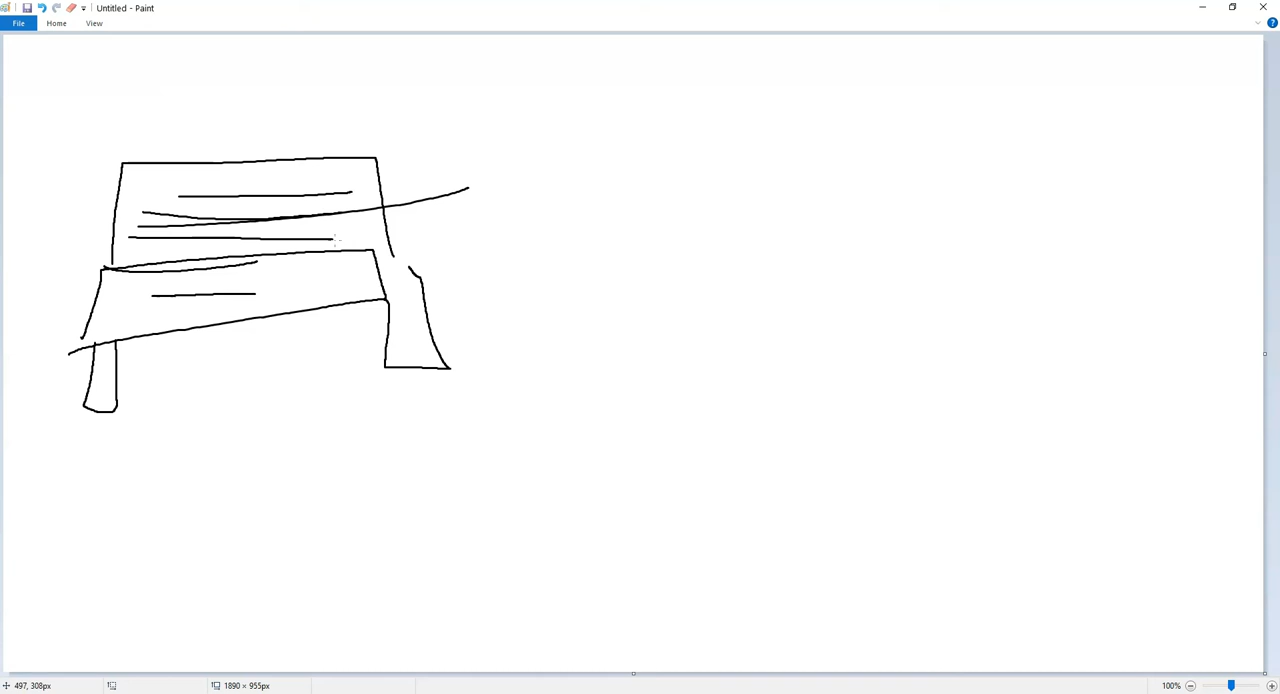 Untitled - Paint
File Home View
497, 308px
1890 × 955px
100%